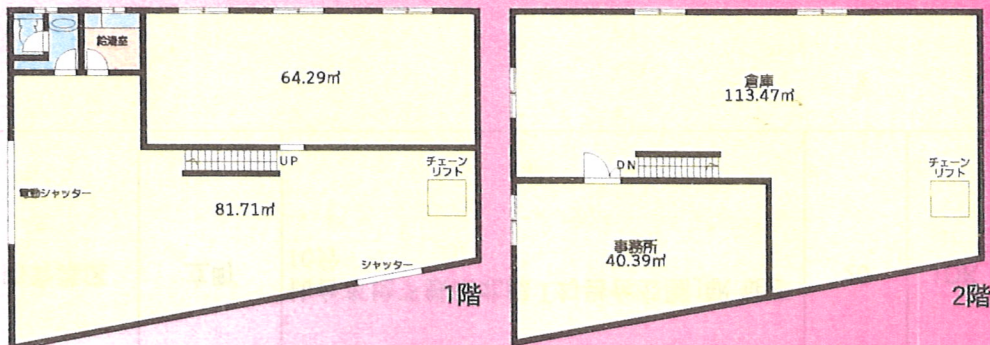 給湯室
64.29㎡
UP
チェーン
リフト
電動シャッター
81.71㎡
シャッター
1階
倉庫
113.47㎡
DN
チェーン
リフト
事務所
40.39㎡
2階